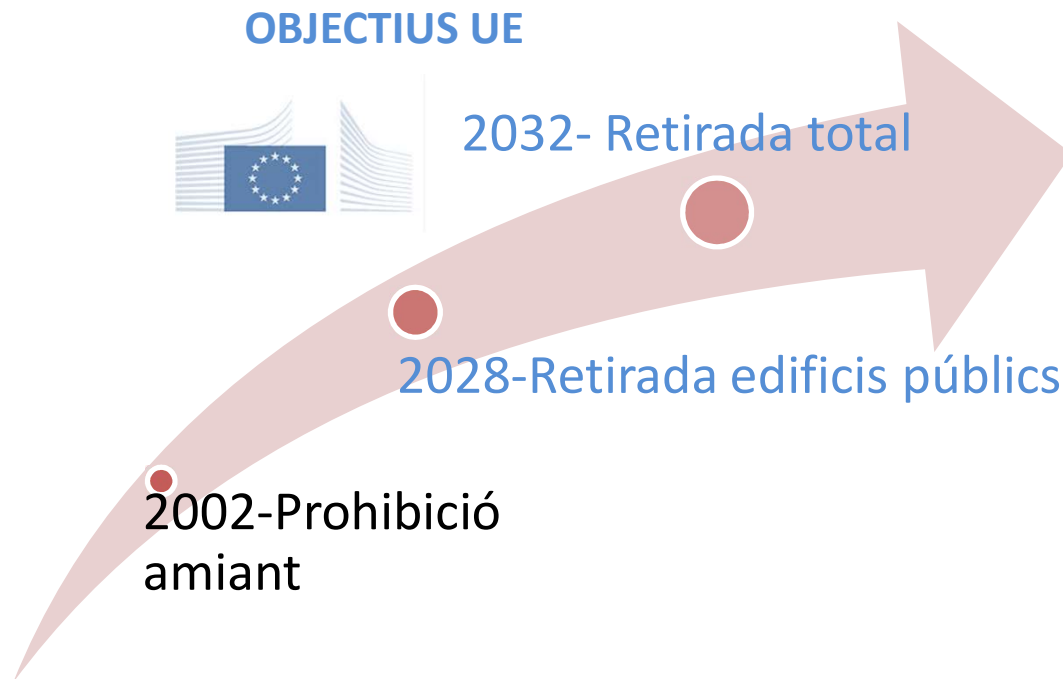 OBJECTIUS UE
2032- Retirada total
2028-Retirada edificis públics
2002-Prohibició
amiant